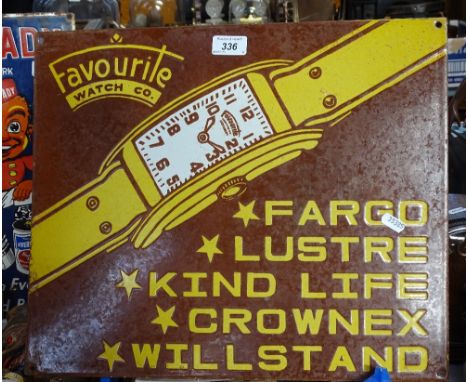 Favourite
WATCH CO.
336
FARGO
LUSTRE
KIND LIFE
CROWNEX
WILLSTAND